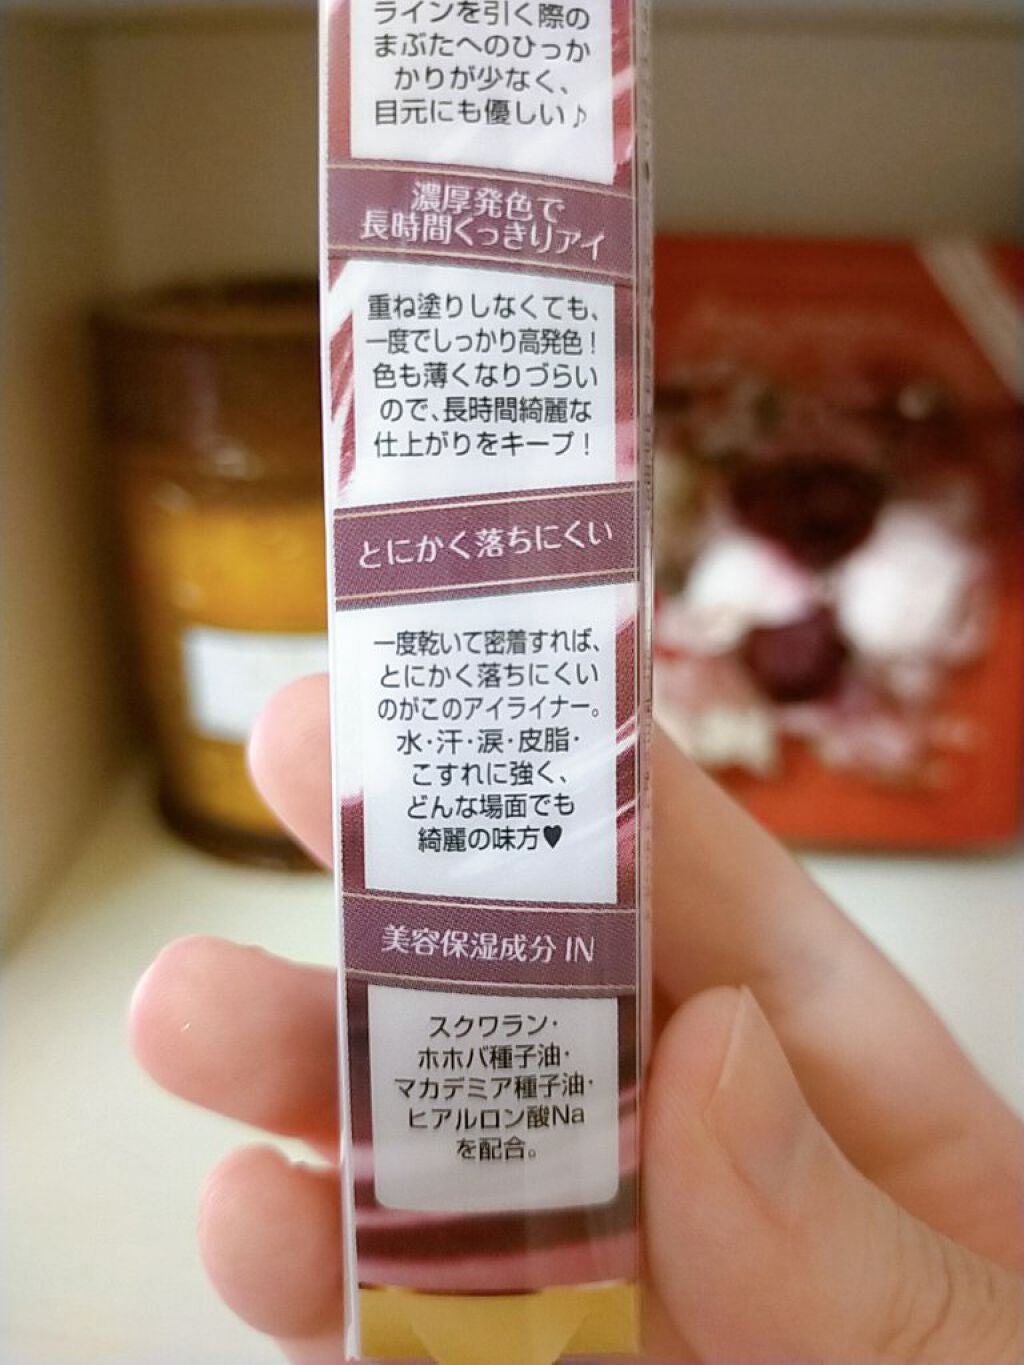 ラインを引く際の
まぶたへのひっか
かりが少なく、
目元にも優しい♪
濃厚発色で
長時間くっきりアイ
重ね塗りしなくても、
一度でしっかり高発色！
色も薄くなりづらい
ので、長時間綺麗な
仕上がりをキープ！
とにかく落ちにくい
一度乾いて密着すれば、
とにかく落ちにくい
のがこのアイライナー。
水・汗・涙・皮脂・
こすれに強く、
どんな場面でも
綺麗の味方♥
美容保湿成分 IN
スクワラン・
ホホバ種子油・
マカデミア種子油・
ヒアルロン酸Na
を配合。